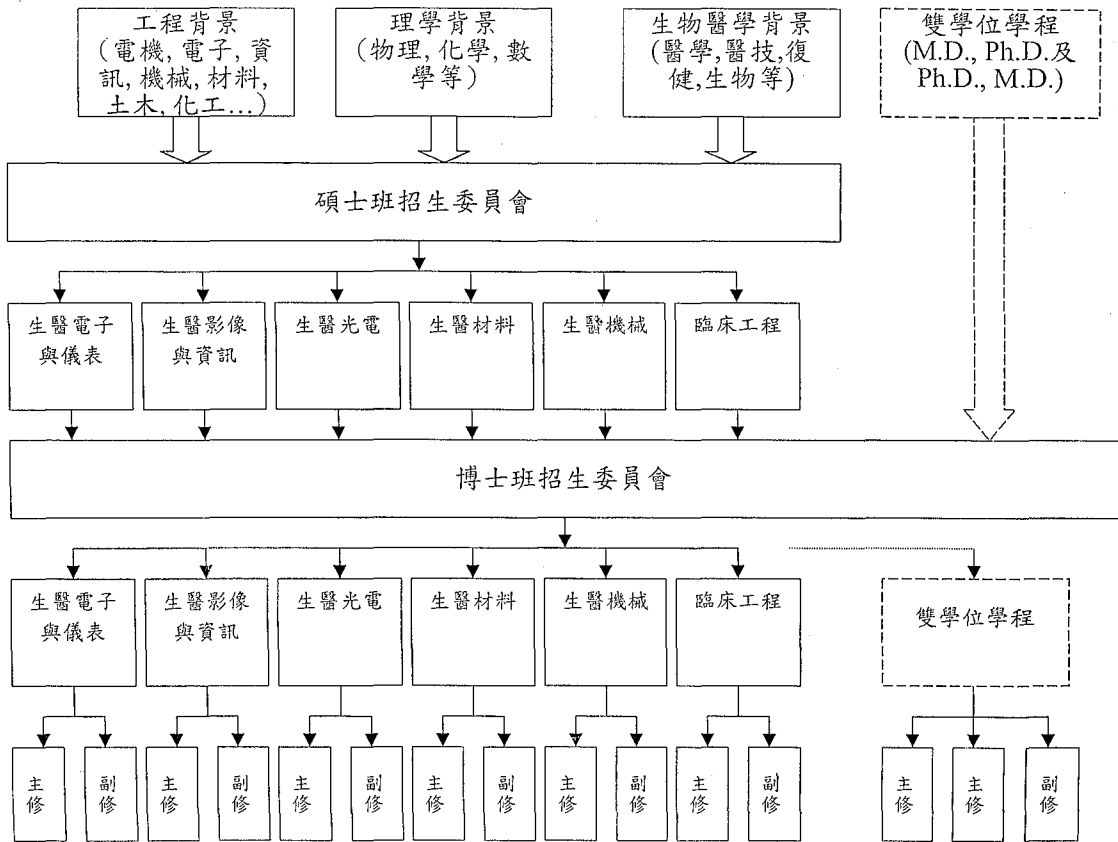 工程背景
(電機, 電子, 資
訊, 機械, 材料,
土木, 化工...)
理學背景
(物理, 化學, 數
學等)
生物醫學背景
(醫學, 醫技, 復
健, 生物等)
雙學位學程
(M.D., Ph.D.及
Ph.D., M.D.)
碩士班招生委員會
生醫電子
與儀表
生醫影像
與資訊
生醫光電
生醫材料
生醫機械
臨床工程
博士班招生委員會
生醫電子
與儀表
生醫影像
與資訊
生醫光電
生醫材料
生醫機械
臨床工程
雙學位學程
主修
副修
主修
副修
主修
副修
主修
副修
主修
副修
主修
副修
主修
主修
副修